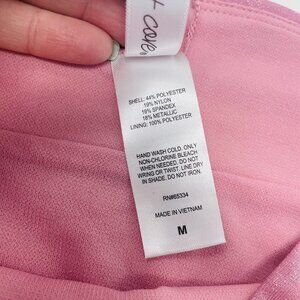 SHELL: 44% POLYESTER
19% NYLON
19% SPANDEX
18% METALLIC
LINING: 100% POLYESTER
HAND WASH COLD. ONLY
NON-CHLORINE BLEACH
WHEN NEEDED. DO NOT
WRING OR TWIST. LINE DRY
IN SHADE. DO NOT IRON.
RN#65334
MADE IN VIETNAM
M